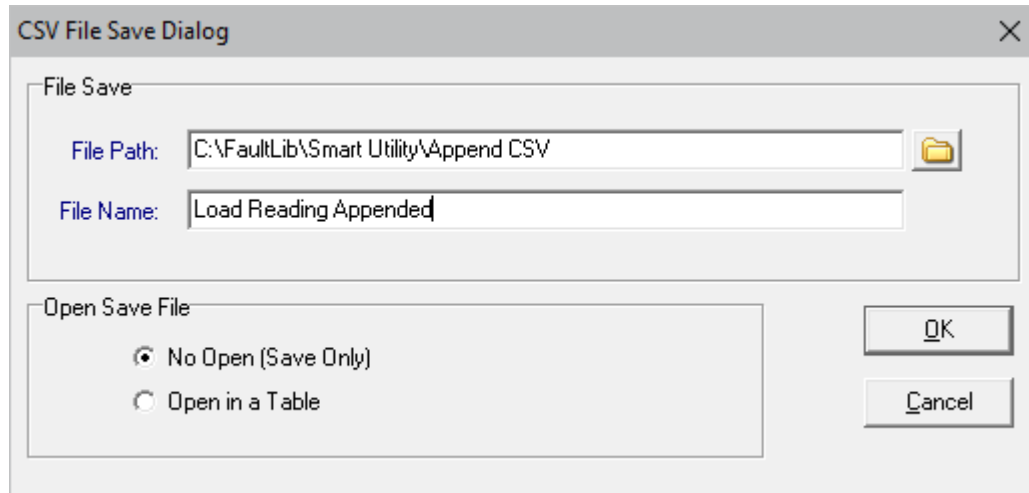 CSV File Save Dialog
File Save
File Path: C:\FaultLib\Smart Utility\Append CSV
File Name: Load Reading Appended
Open Save File
No Open (Save Only)
OK
Open in a Table
Cancel